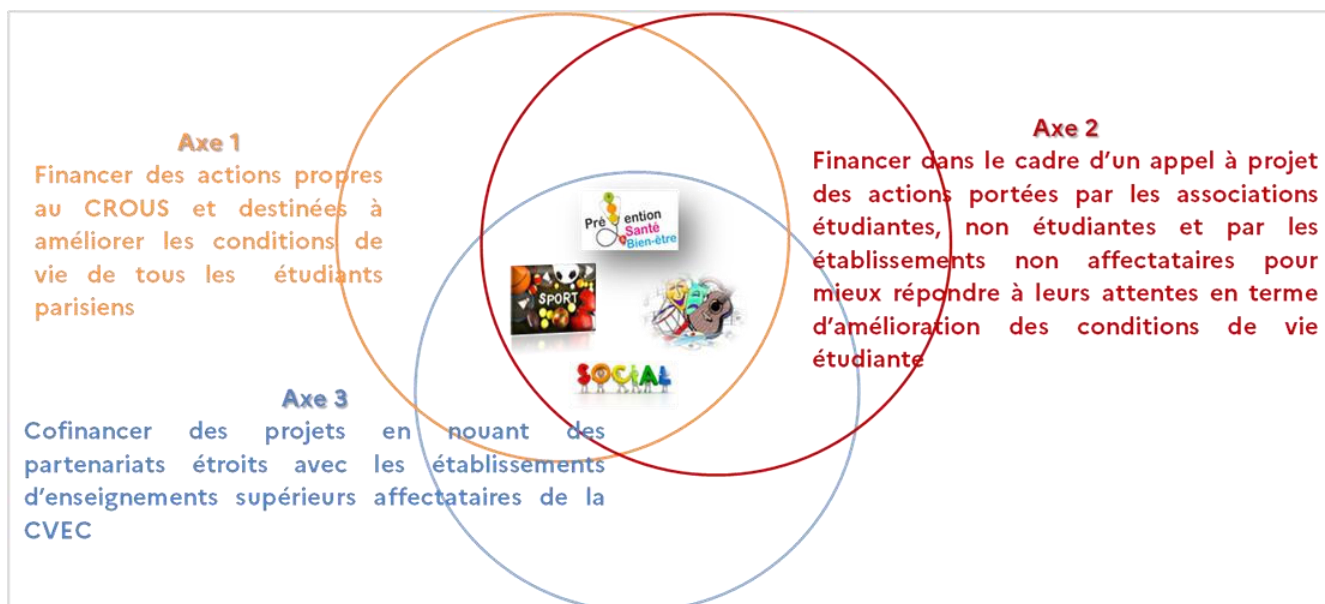 Axe 1
Financer des actions propres
au CROUS et destinées à
améliorer les conditions de
vie de tous les étudiants
parisiens
Axe 2
Financer dans le cadre d’un appel à projet
des actions portées par les associations
étudiantes, non étudiantes et par les
établissements non affectataires pour
mieux répondre à leurs attentes en terme
d’amélioration des conditions de vie
étudiante
Prévention
Santé
Bien-être
SPORT
SOCIAL
Axe 3
Cofinancer des projets en nouant des
partenariats étroits avec les établissements
d’enseignements supérieurs affectataires de la
CVEC